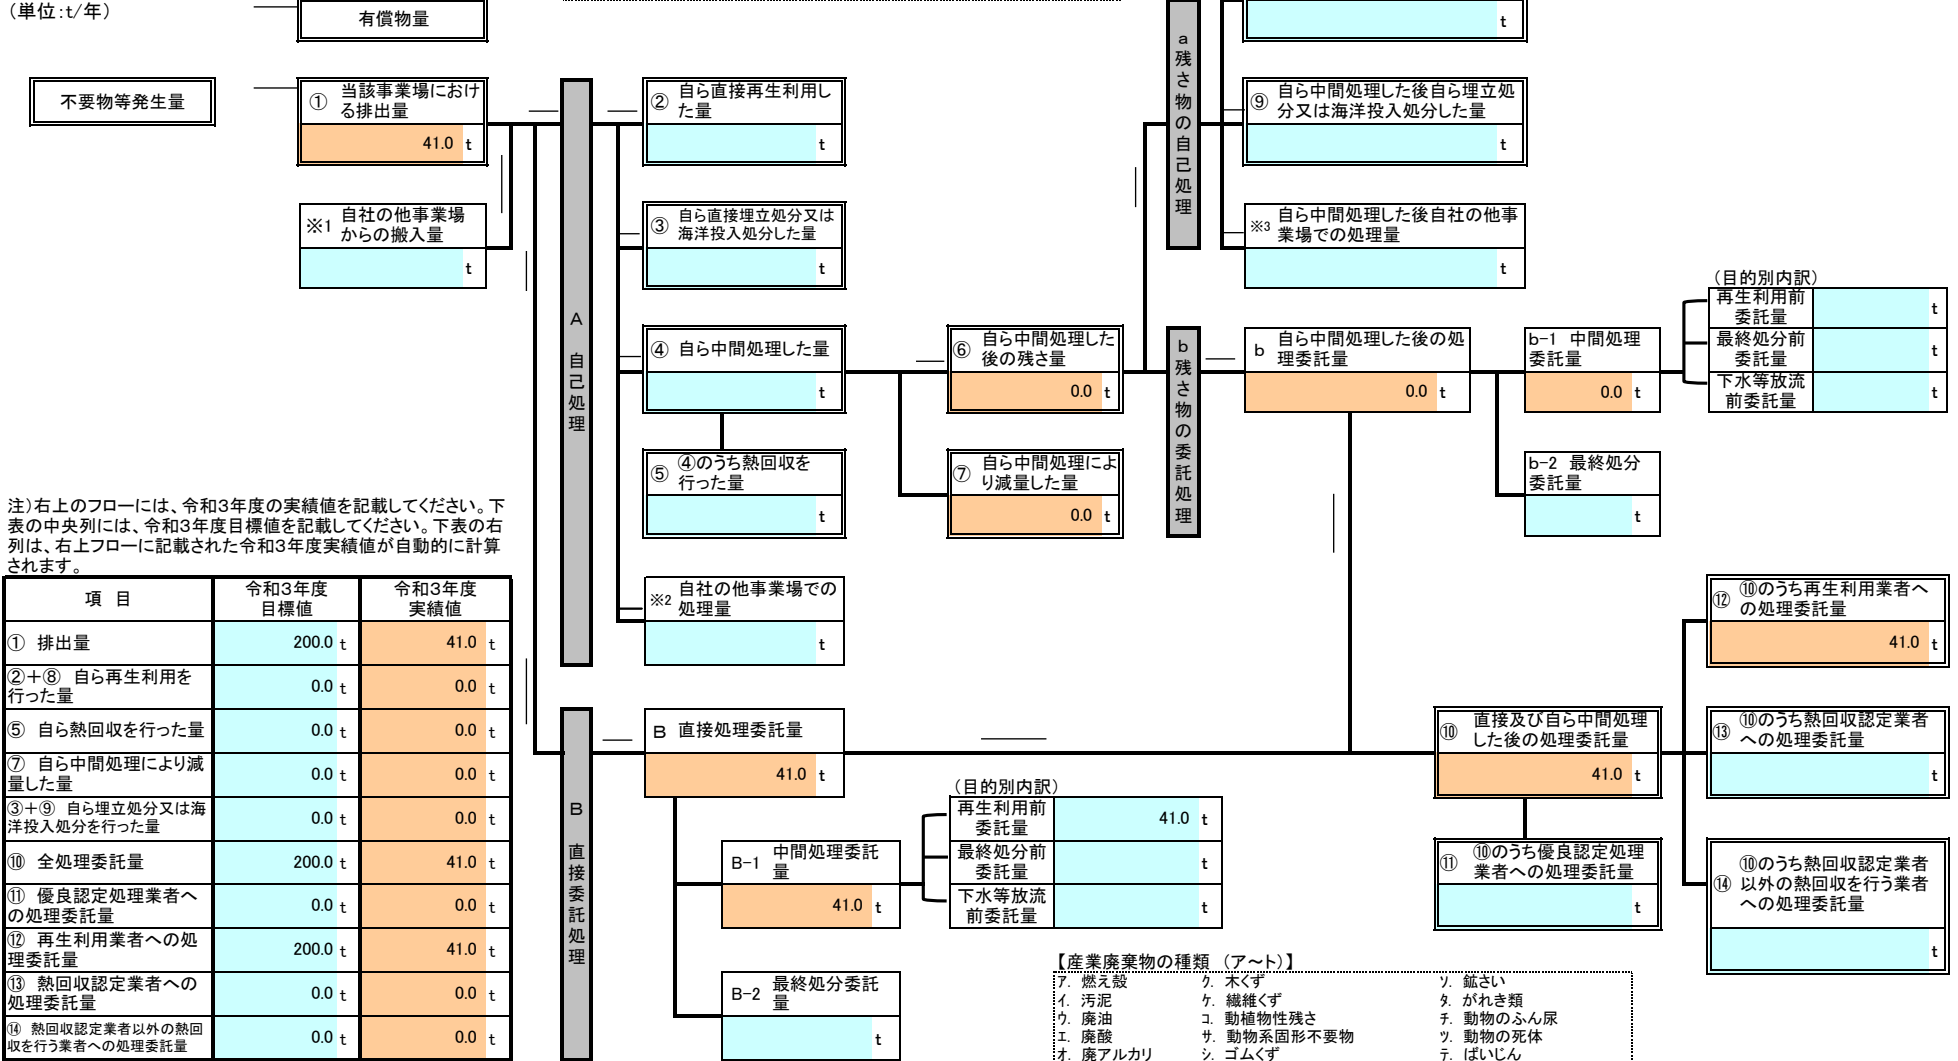 （単位：t/年）
有償物量
t
不要物等発生量
① 当該事業場におけ
る排出量
41.0 t
※1 自社の他事業場
からの搬入量
t
A 自己処理
② 自ら直接再生利用し
た量
t
③ 自ら直接埋立処分又は
海洋投入処分した量
t
④ 自ら中間処理した量
t
⑤ ④のうち熱回収を
行った量
t
※2 自社の他事業場での
処理量
t
⑥ 自ら中間処理した
後の残さ量
0.0 t
⑦ 自ら中間処理によ
り減量した量
0.0 t
a残さ物の自己処理
⑨ 自ら中間処理した後自ら埋立処
分又は海洋投入処分した量
t
※3 自ら中間処理した後自社の他事
業場での処理量
t
b残さ物の委託処理
b 自ら中間処理した後の処
理委託量
0.0 t
b-1 中間処理
委託量
0.0 t
b-2 最終処分
委託量
t
（目的別内訳）
再生利用前
委託量
t
最終処分前
委託量
t
下水等放流
前委託量
t
注）右上のフローには、令和3年度の実績値を記載してください。下
表の中央列には、令和3年度目標値を記載してください。下表の右
列は、右上フローに記載された令和3年度実績値が自動的に計算
されます。
項 目
令和3年度
目標値
令和3年度
実績値
① 排出量 200.0 t 41.0 t
②＋⑧ 自ら再生利用を
行った量 0.0 t 0.0 t
⑤ 自ら熱回収を行った量 0.0 t 0.0 t
⑦ 自ら中間処理により減
量した量 0.0 t 0.0 t
③＋⑨ 自ら埋立処分又は海
洋投入処分を行った量 0.0 t 0.0 t
⑩ 全処理委託量 200.0 t 41.0 t
⑪ 優良認定処理業者へ
の処理委託量 0.0 t 0.0 t
⑫ 再生利用業者への処
理委託量 200.0 t 41.0 t
⑬ 熱回収認定業者への
処理委託量 0.0 t 0.0 t
⑭ 熱回収認定業者以外の熱回
収を行う業者への処理委託量 0.0 t 0.0 t
B 直接委託処理
B 直接処理委託量
41.0 t
B-1 中間処理委託
量
41.0 t
B-2 最終処分委託
量
t
（目的別内訳）
再生利用前
委託量
41.0 t
最終処分前
委託量
t
下水等放流
前委託量
t
⑩ 直接及び自ら中間処理
した後の処理委託量
41.0 t
⑪ ⑩のうち優良認定処理
業者への処理委託量
t
⑫ ⑩のうち再生利用業者へ
の処理委託量
41.0 t
⑬ ⑩のうち熱回収認定業者
への処理委託量
t
⑭ ⑩のうち熱回収認定業者
以外の熱回収を行う業者
への処理委託量
t
【産業廃棄物の種類 （ア～ト）】
ｱ. 燃え殻 ｸ. 木くず ｿ. 鉱さい
ｲ. 汚泥 ｹ. 繊維くず ﾀ. がれき類
ｳ. 廃油 ｺ. 動植物性残さ ﾁ. 動物のふん尿
ｴ. 廃酸 ｻ. 動物系固形不要物 ﾂ. 動物の死体
ｵ. 廃アルカリ ｼ. ゴムくず ﾃ. ばいじん